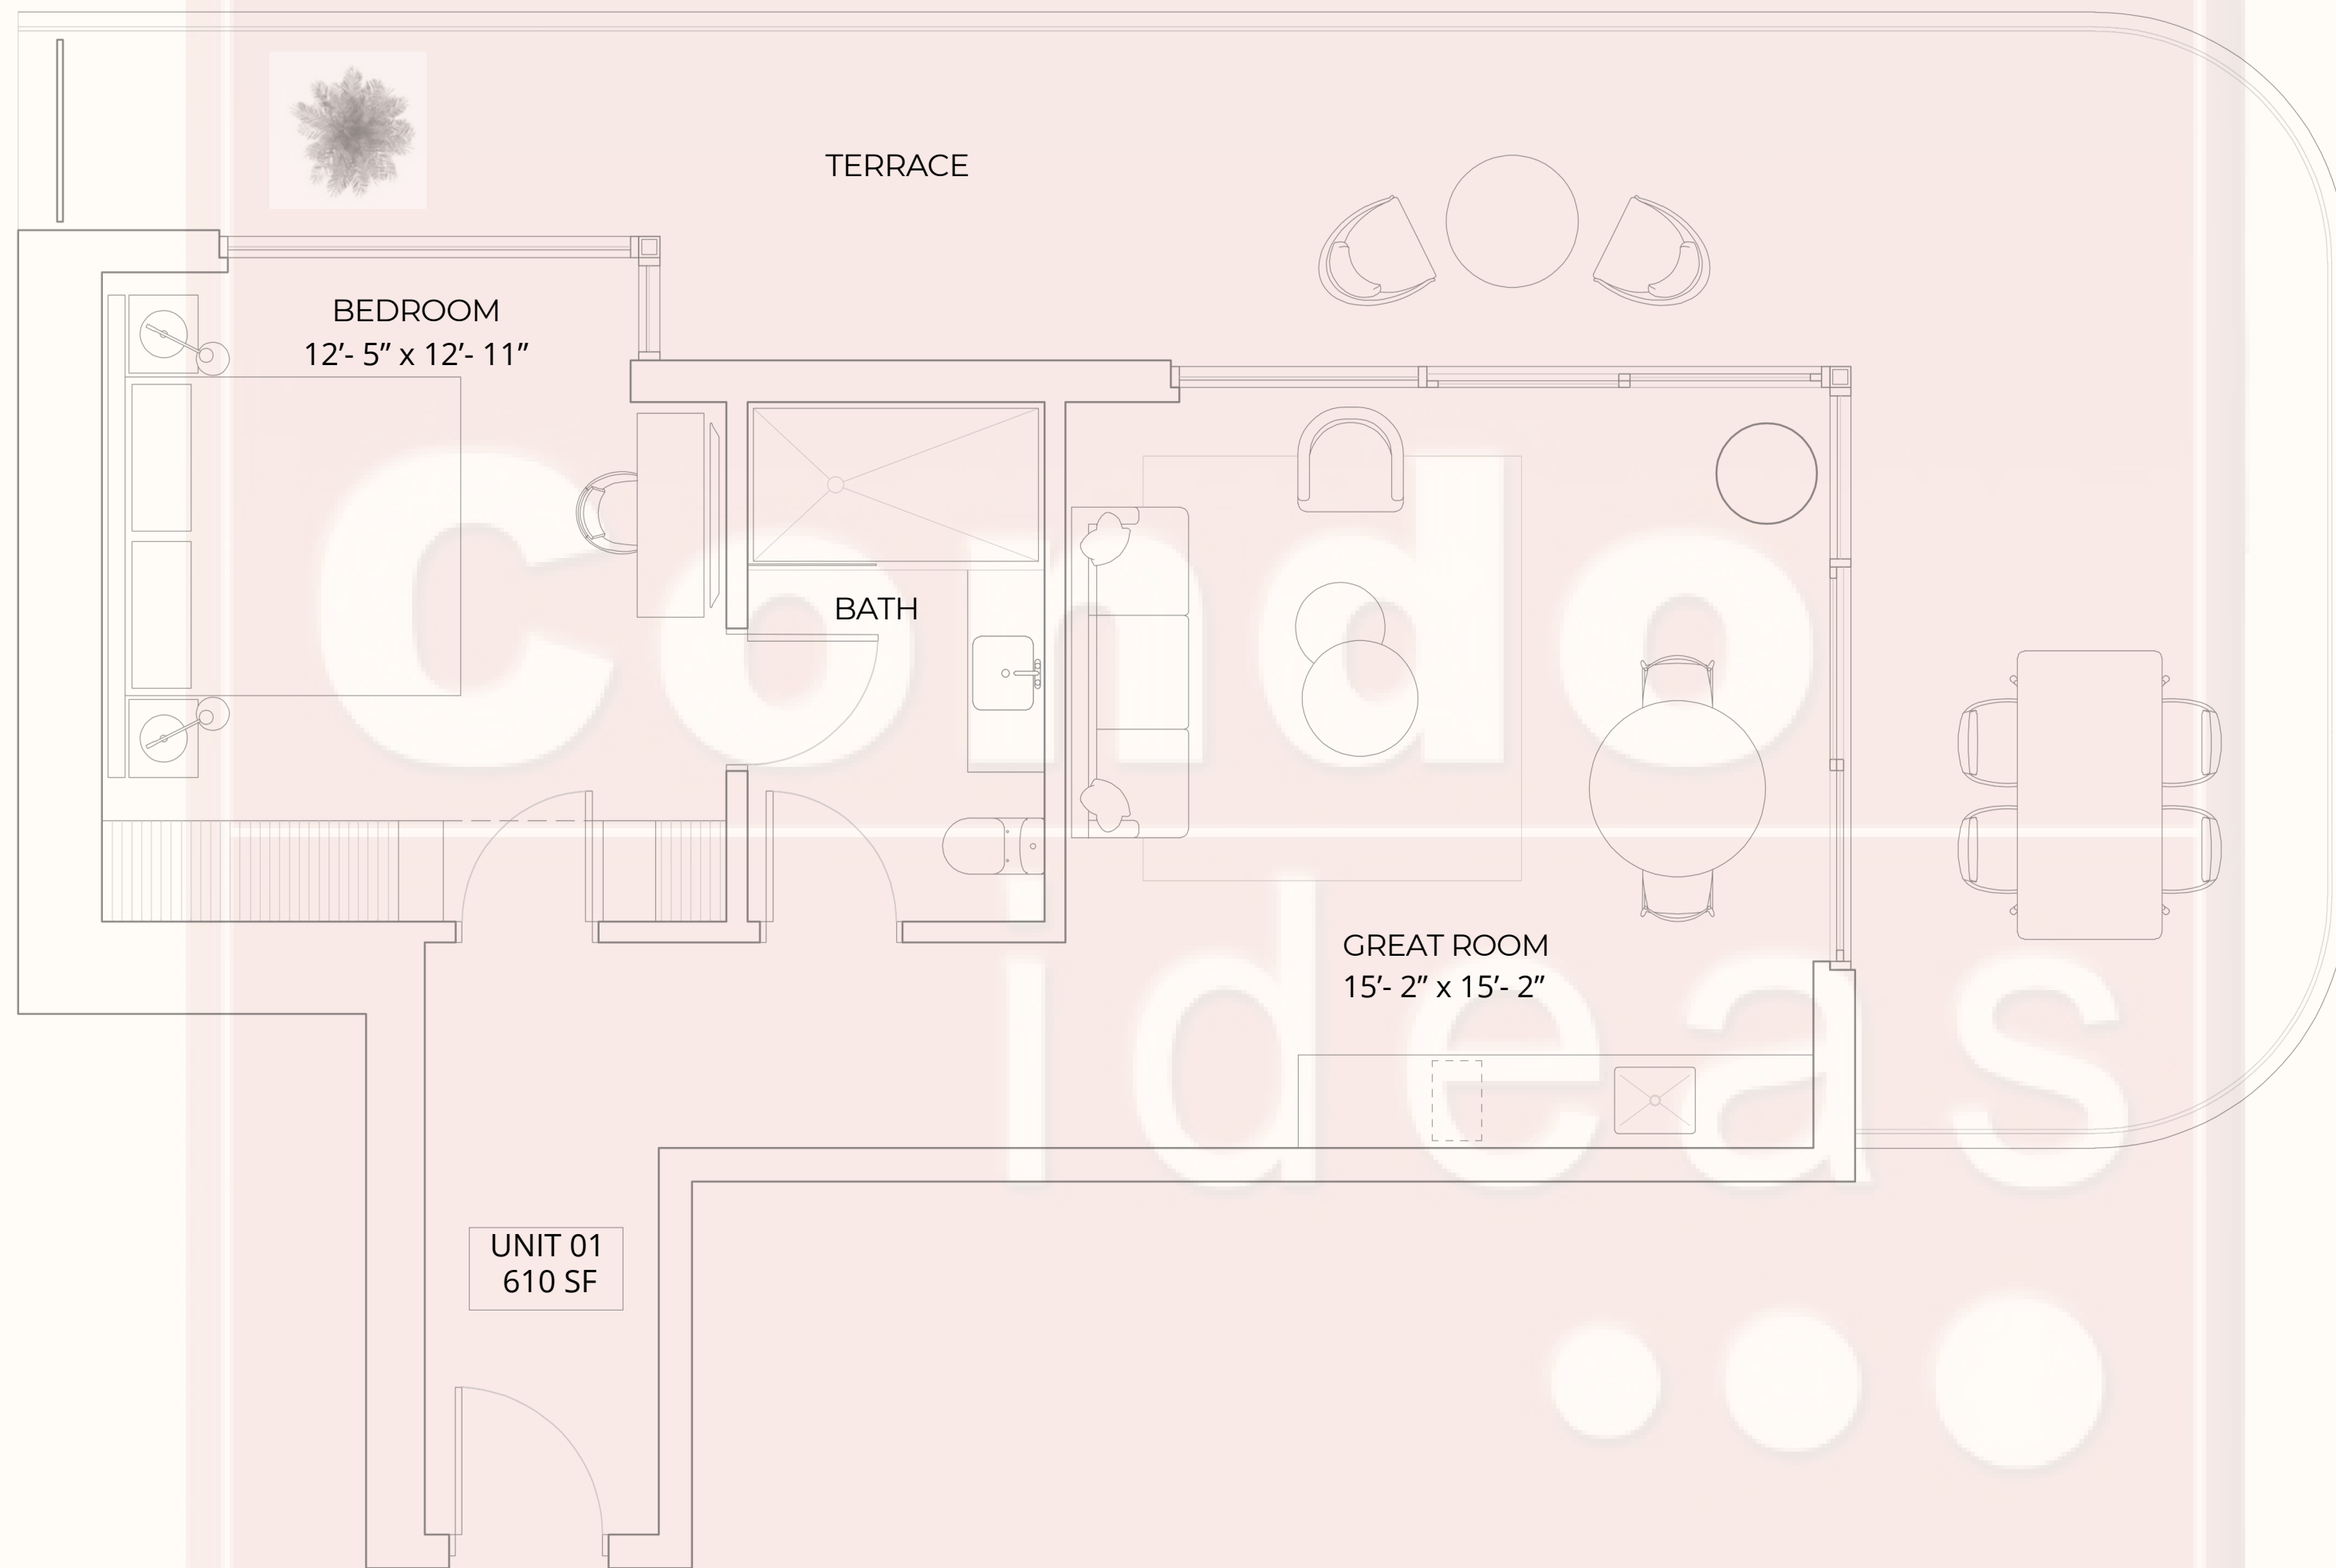 TERRACE
BEDROOM
12’- 5” x 12’- 11”
BATH
GREAT ROOM
15’- 2” x 15’- 2”
UNIT 01
610 SF
condo
ideas